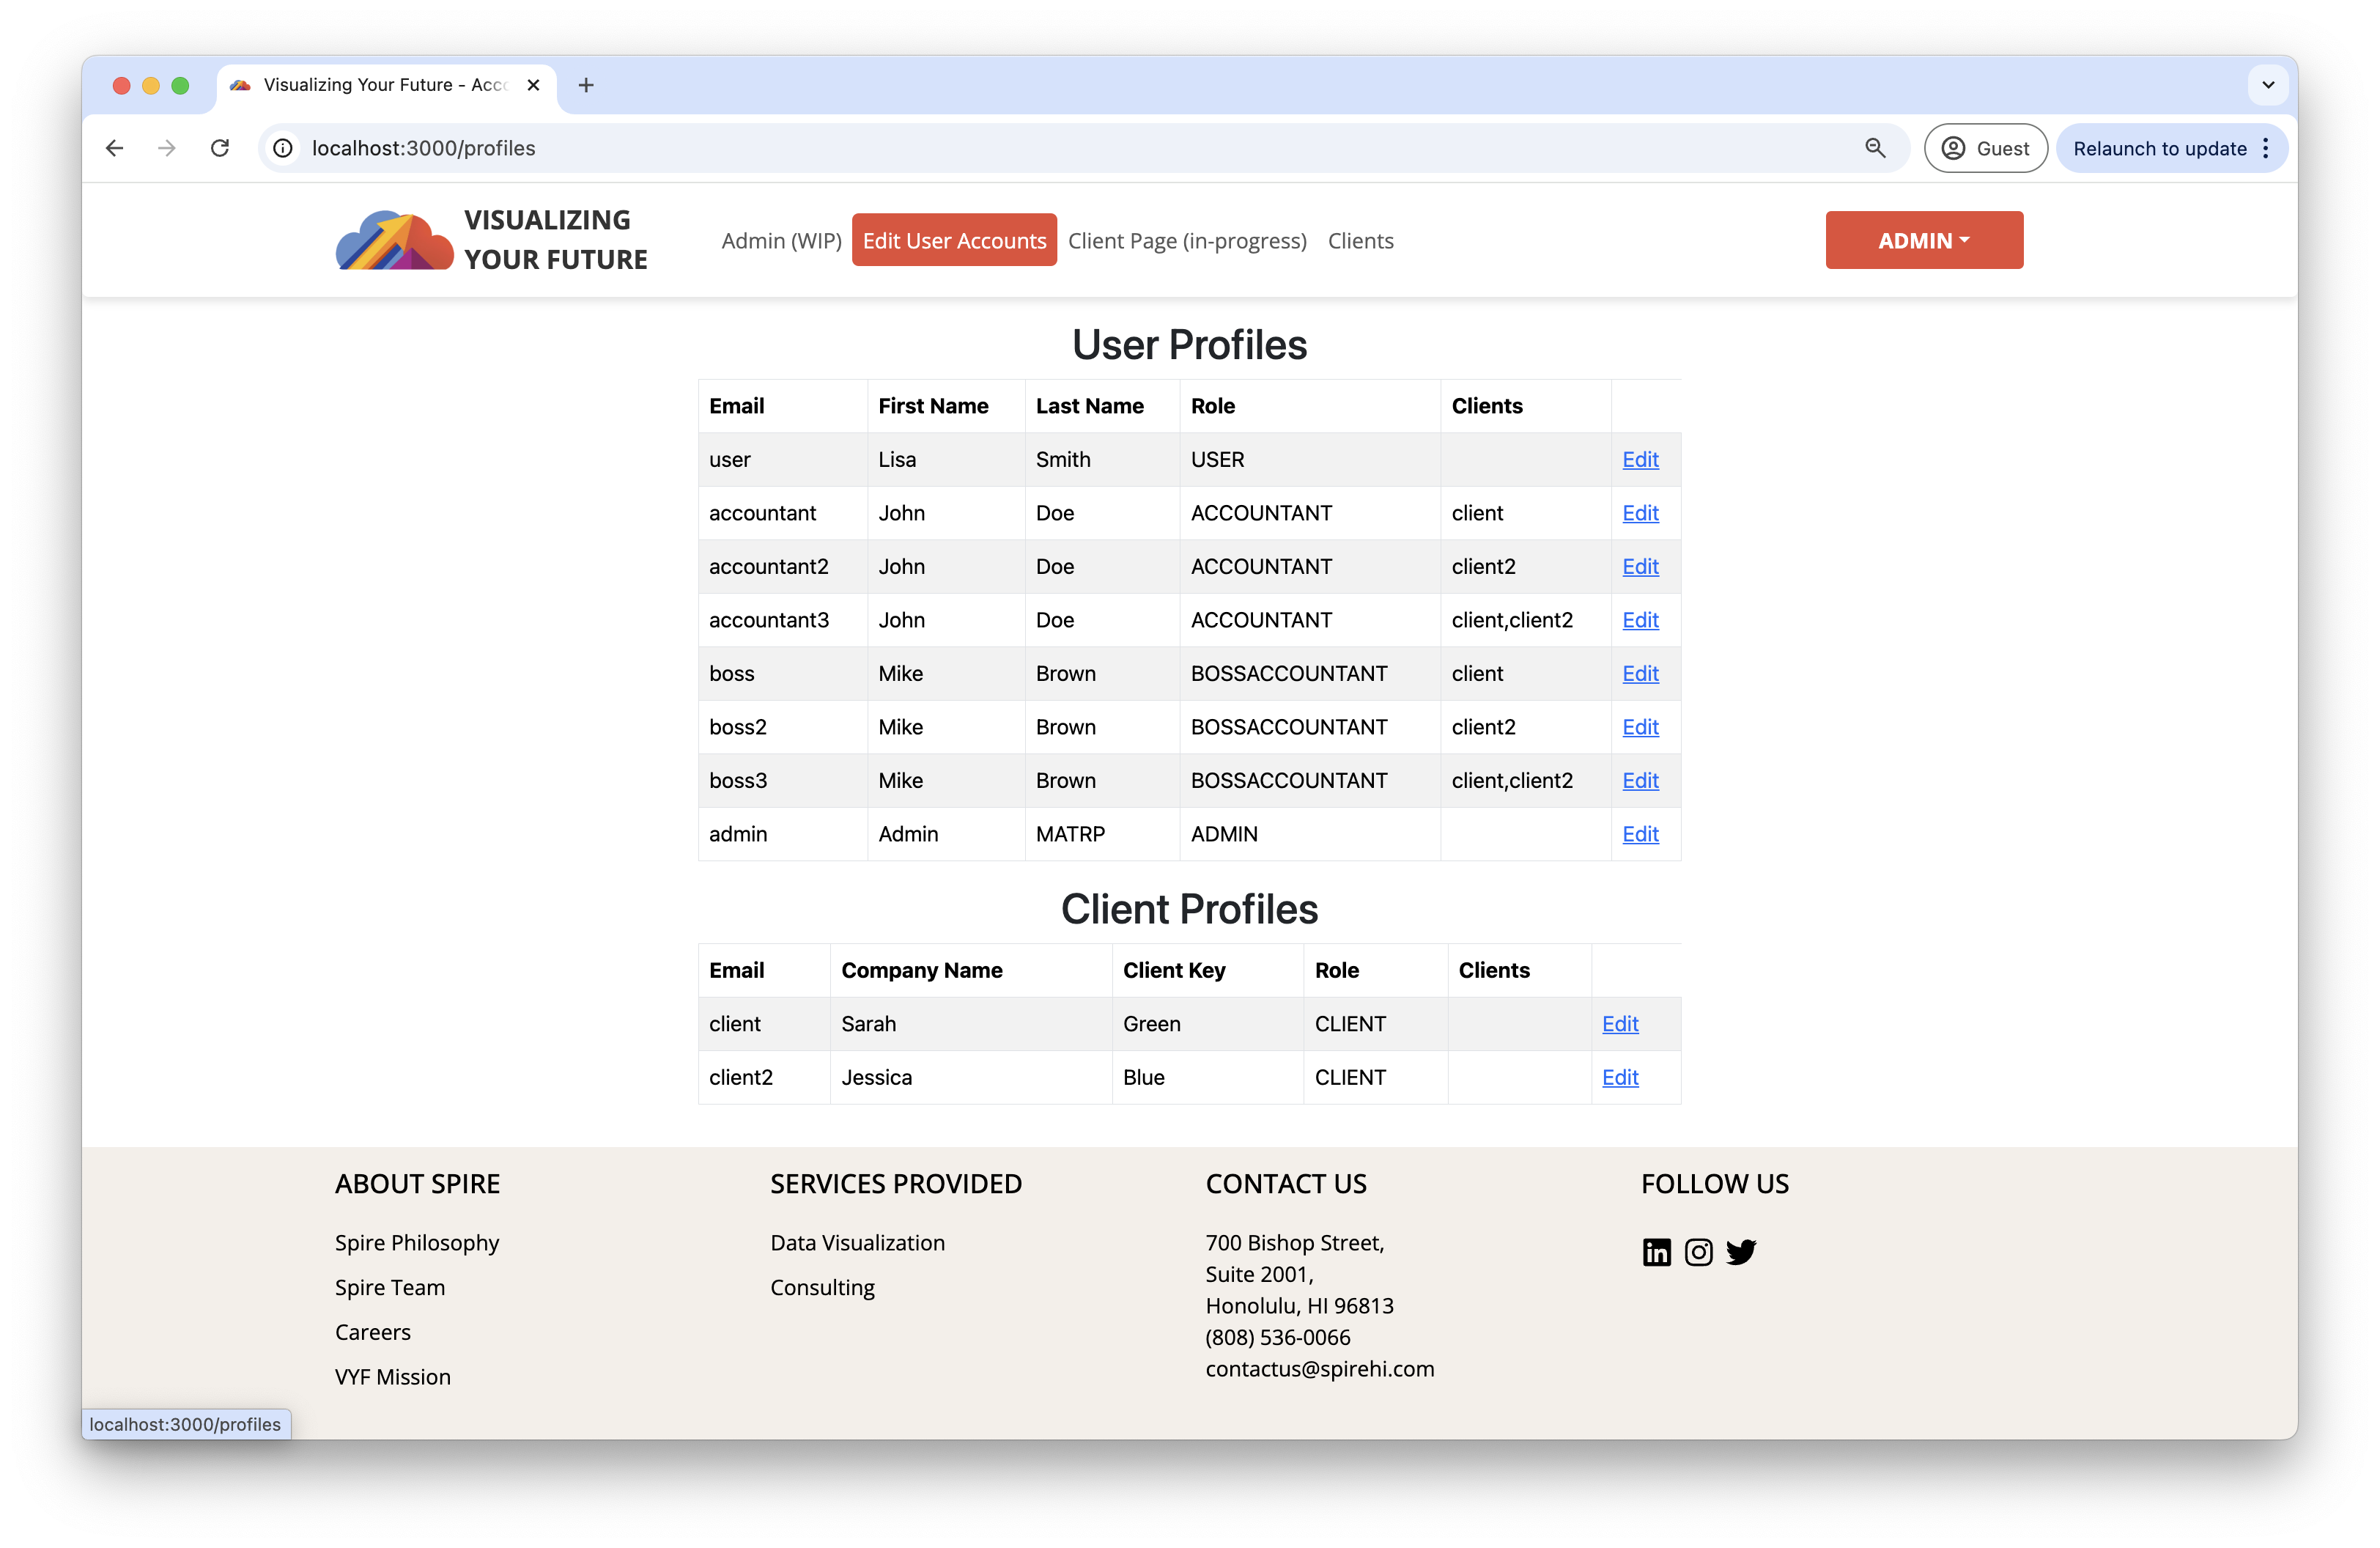 Visualizing Your Future - Acc
localhost:3000/profiles
Guest
Relaunch to update
VISUALIZING
YOUR FUTURE
Admin (WIP) Edit User Accounts Client Page (in-progress) Clients
ADMIN
User Profiles
Email First Name Last Name Role Clients
user Lisa Smith USER Edit
accountant John Doe ACCOUNTANT client Edit
accountant2 John Doe ACCOUNTANT client2 Edit
accountant3 John Doe ACCOUNTANT client,client2 Edit
boss Mike Brown BOSSACCOUNTANT client Edit
boss2 Mike Brown BOSSACCOUNTANT client2 Edit
boss3 Mike Brown BOSSACCOUNTANT client,client2 Edit
admin Admin MATRP ADMIN Edit
Client Profiles
Email Company Name Client Key Role Clients
client Sarah Green CLIENT Edit
client2 Jessica Blue CLIENT Edit
ABOUT SPIRE
Spire Philosophy
Spire Team
Careers
VYF Mission
SERVICES PROVIDED
Data Visualization
Consulting
CONTACT US
700 Bishop Street,
Suite 2001,
Honolulu, HI 96813
(808) 536-0066
contactus@spirehi.com
FOLLOW US
localhost:3000/profiles